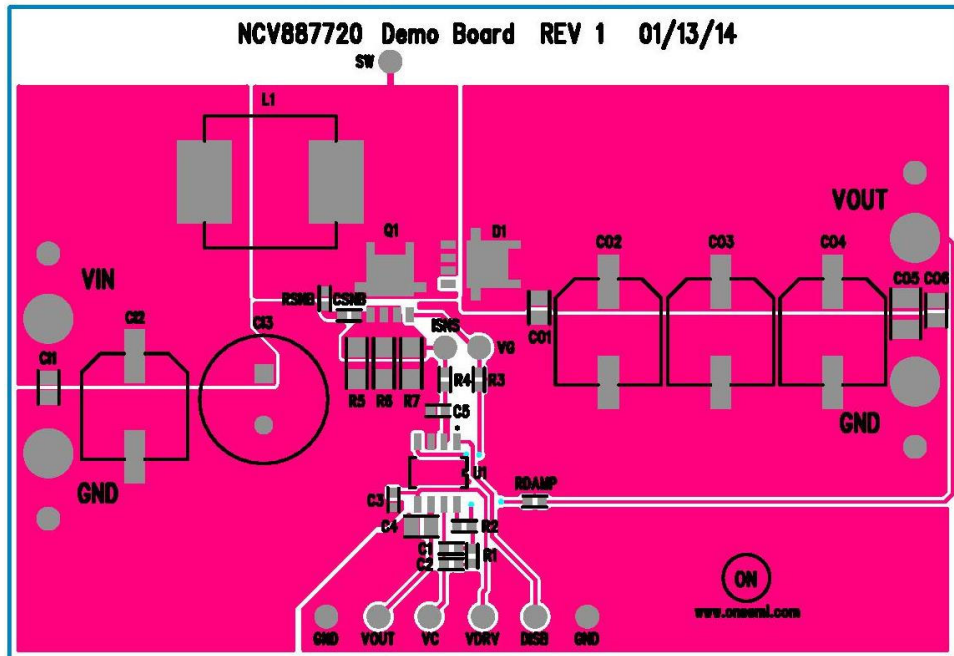 NCV887720 Demo Board REV 1 01/13/14
SW
L1
VOUT
Q1 D1
CO2 CO3 CO4
VIN
CO5 CO6
RSNB CSNB
CI2 CI3
ISNS
CO1
VG
CI1
R4 R3
R5 R6 R7
C5
GND
U1
GND
RDAMP
C3
C4
R2
C1
R1
C2
ON
www.onsemi.com
GND VOUT VC VDRV DISB GND